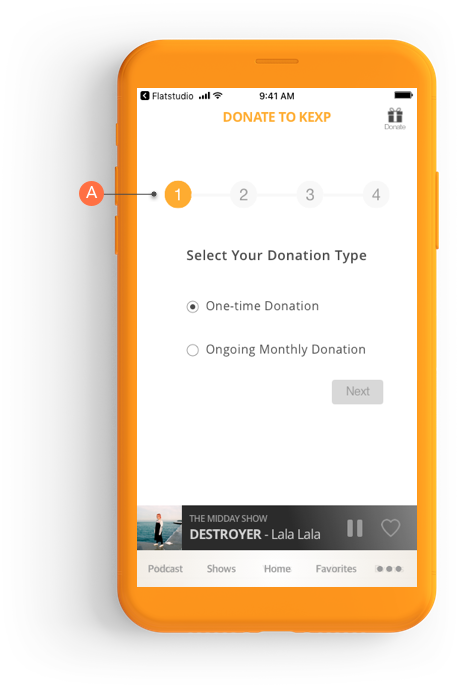 Flatstudio
9:41 AM
DONATE TO KEXP
Donate
A
1 2 3 4
Select Your Donation Type
One-time Donation
Ongoing Monthly Donation
Next
THE MIDDAY SHOW
DESTROYER - Lala Lala
Podcast Shows Home Favorites